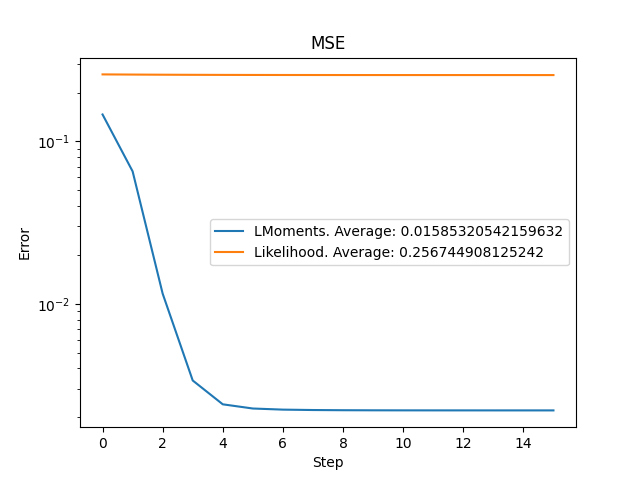 MSE
10⁻¹
10⁻²
Error
LMoments. Average: 0.01585320542159632
Likelihood. Average: 0.256744908125242
0 2 4 6 8 10 12 14
Step